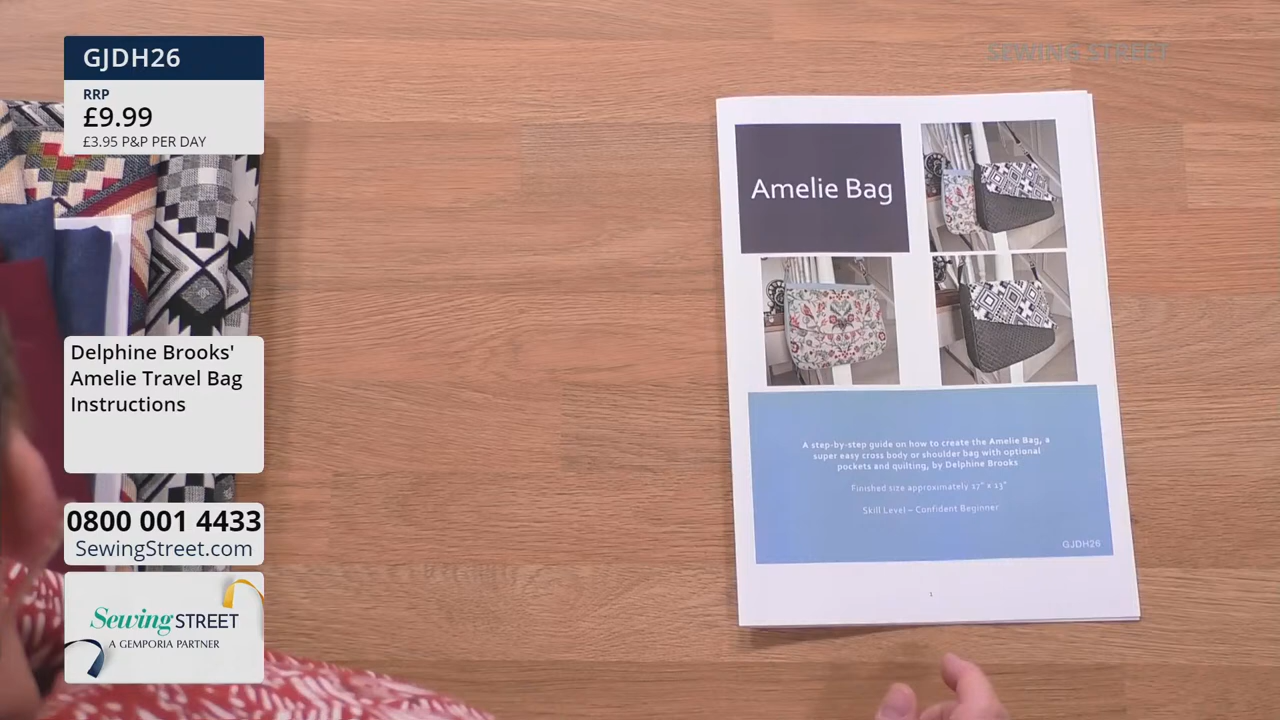 GJDH26
RRP
£9.99
£3.95 P&P PER DAY
Delphine Brooks'
Amelie Travel Bag
Instructions
0800 001 4433
SewingStreet.com
Sewing STREET
A GEMPORIA PARTNER
SEWING STREET
Amelie Bag
A step-by-step guide on how to create the Amelie Bag, a
super easy cross body or shoulder bag with optional
pockets and quilting, by Delphine Brooks
Finished size approximately 17" x 13"
Skill Level – Confident Beginner
GJDH26
1